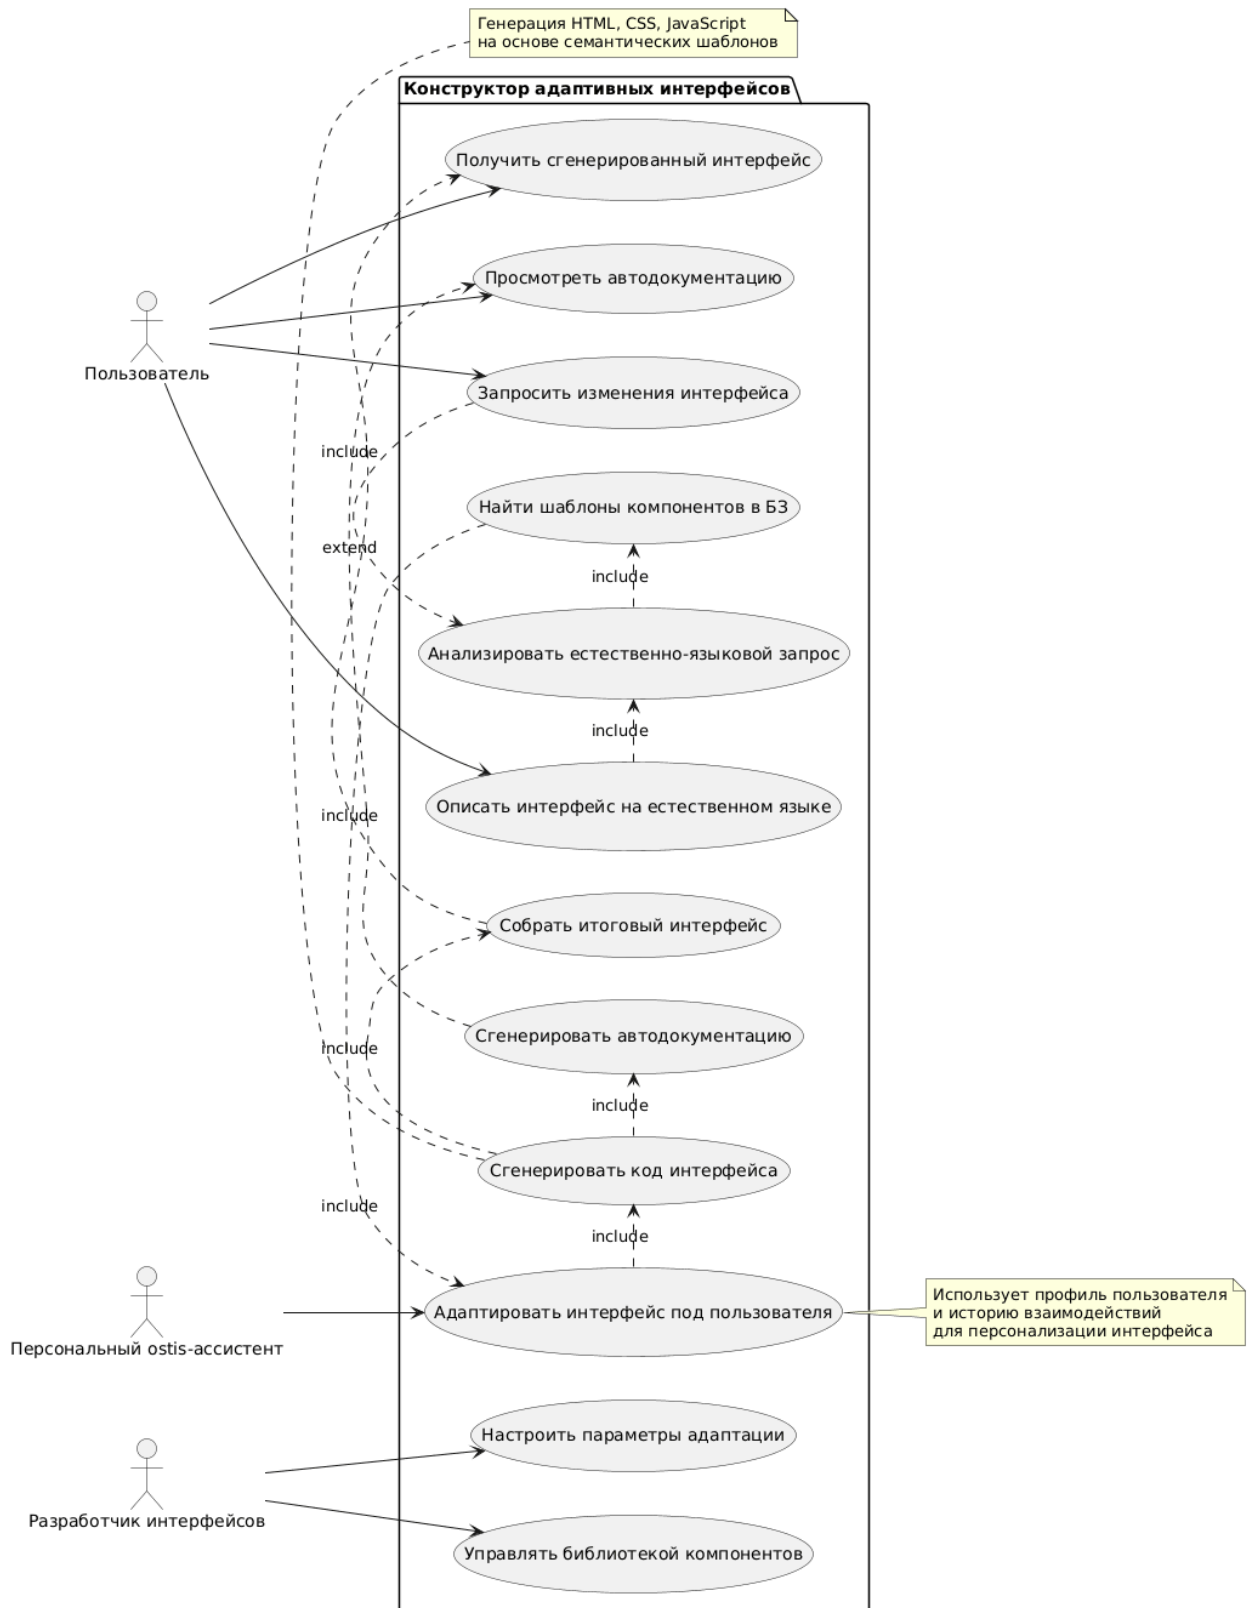 Генерация HTML, CSS, JavaScript
на основе семантических шаблонов
Конструктор адаптивных интерфейсов
Получить сгенерированный интерфейс
Просмотреть автодокументацию
Пользователь
Запросить изменения интерфейса
include
Найти шаблоны компонентов в БЗ
extend
include
Анализировать естественно-языковой запрос
include
Описать интерфейс на естественном языке
include
Собрать итоговый интерфейс
Сгенерировать автодокументацию
include
include
Сгенерировать код интерфейса
include
include
Использует профиль пользователя
и историю взаимодействий
для персонализации интерфейса
Адаптировать интерфейс под пользователя
Персональный ostis-ассистент
Настроить параметры адаптации
Разработчик интерфейсов
Управлять библиотекой компонентов